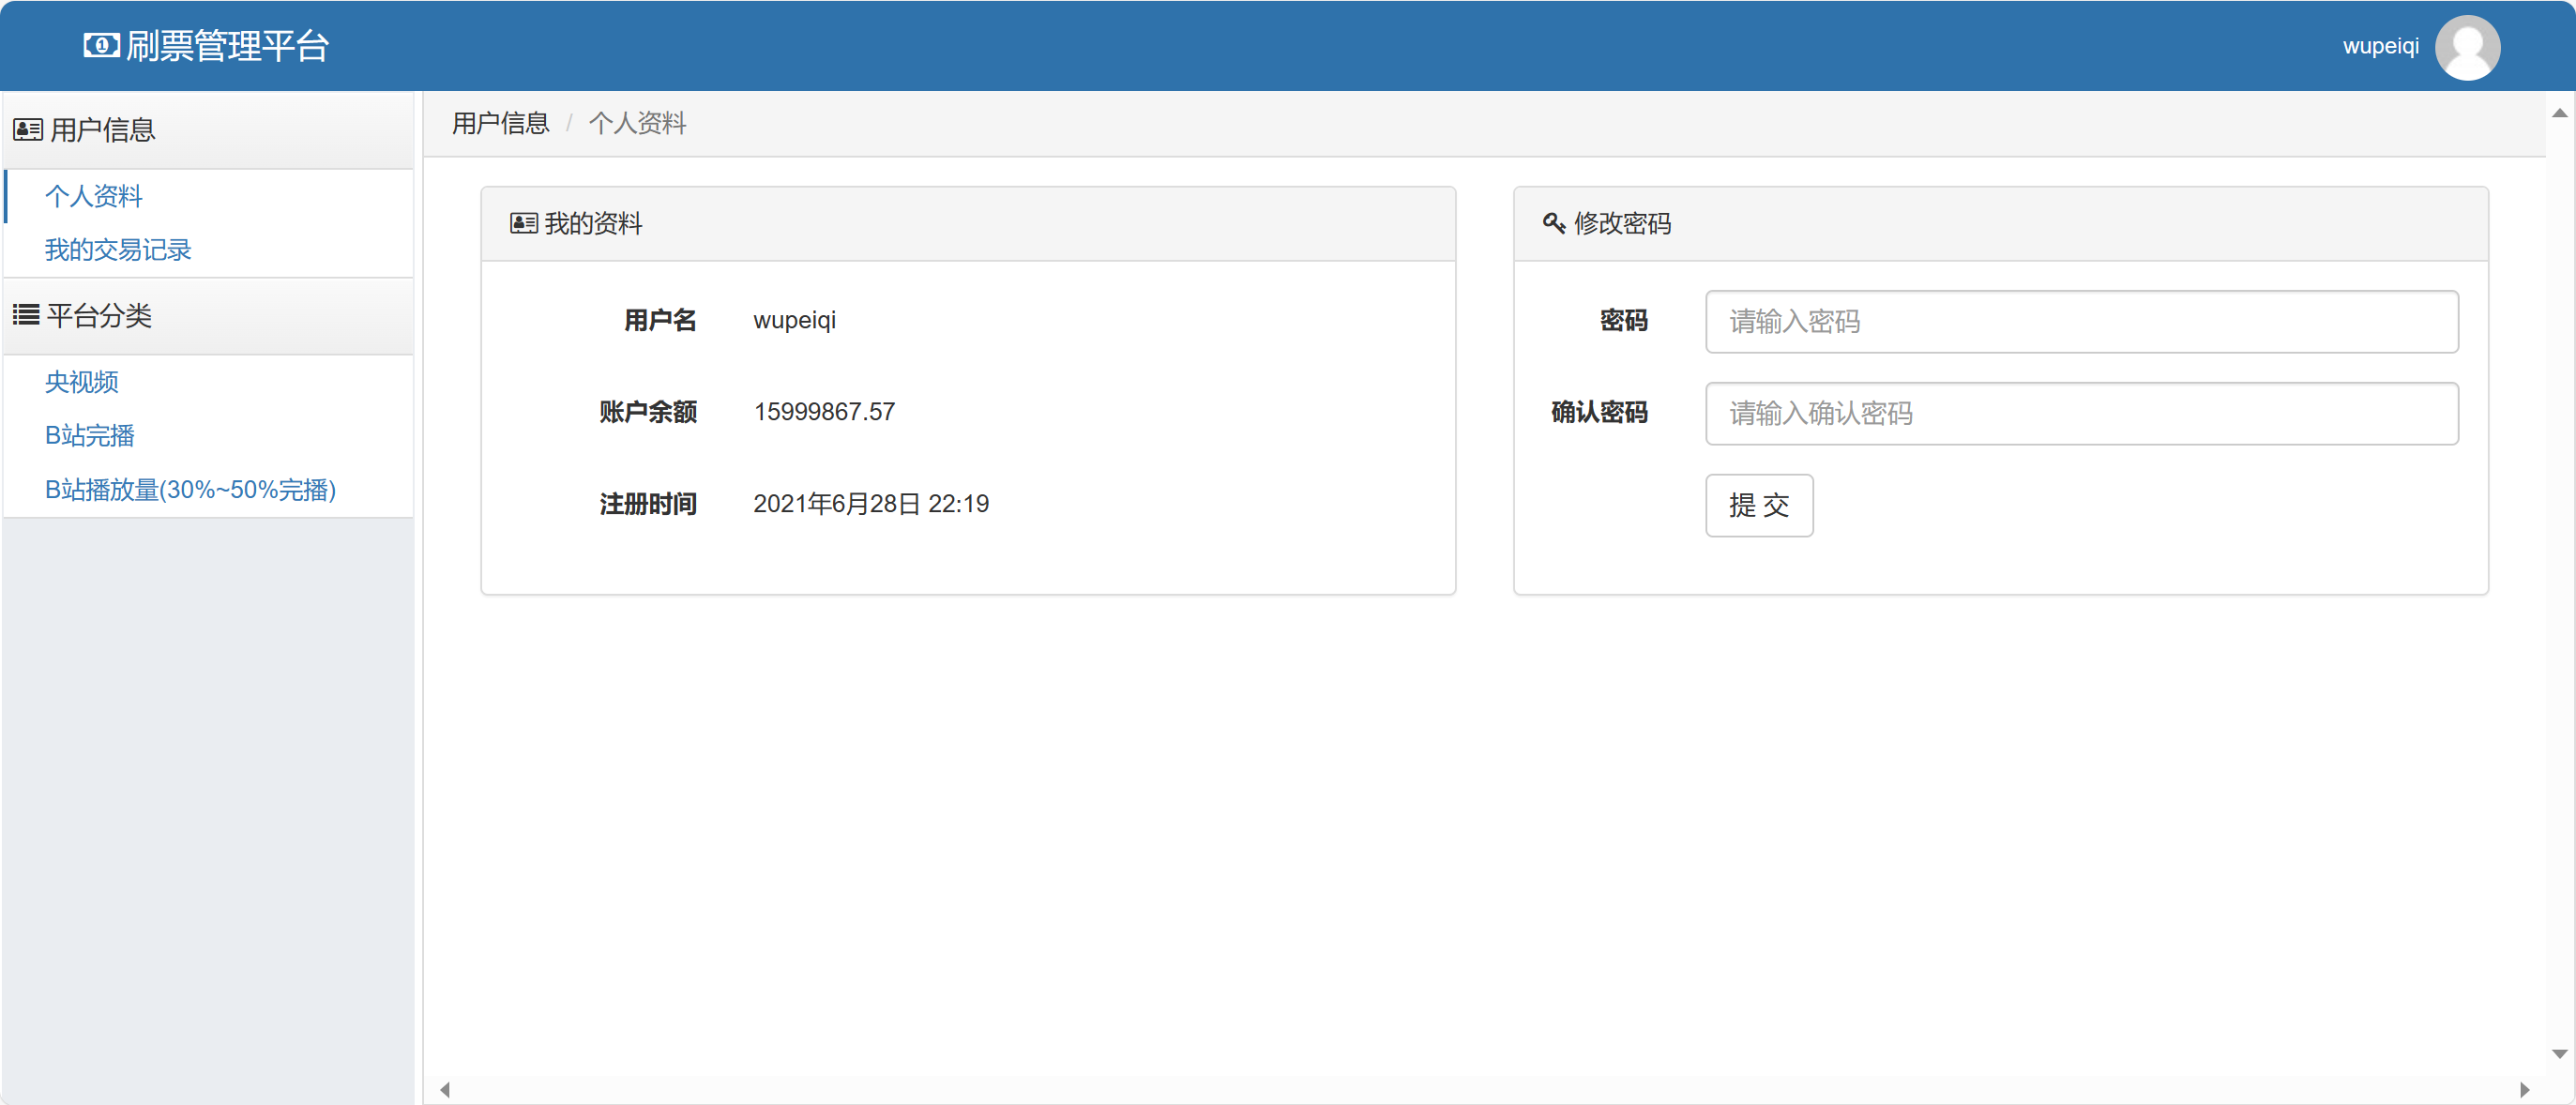 刷票管理平台
wupeiqi
用户信息
个人资料
我的交易记录
平台分类
央视频
B站完播
B站播放量(30%~50%完播)
用户信息 / 个人资料
我的资料
用户名 wupeiqi
账户余额 15999867.57
注册时间 2021年6月28日 22:19
修改密码
密码 请输入密码
确认密码 请输入确认密码
提 交